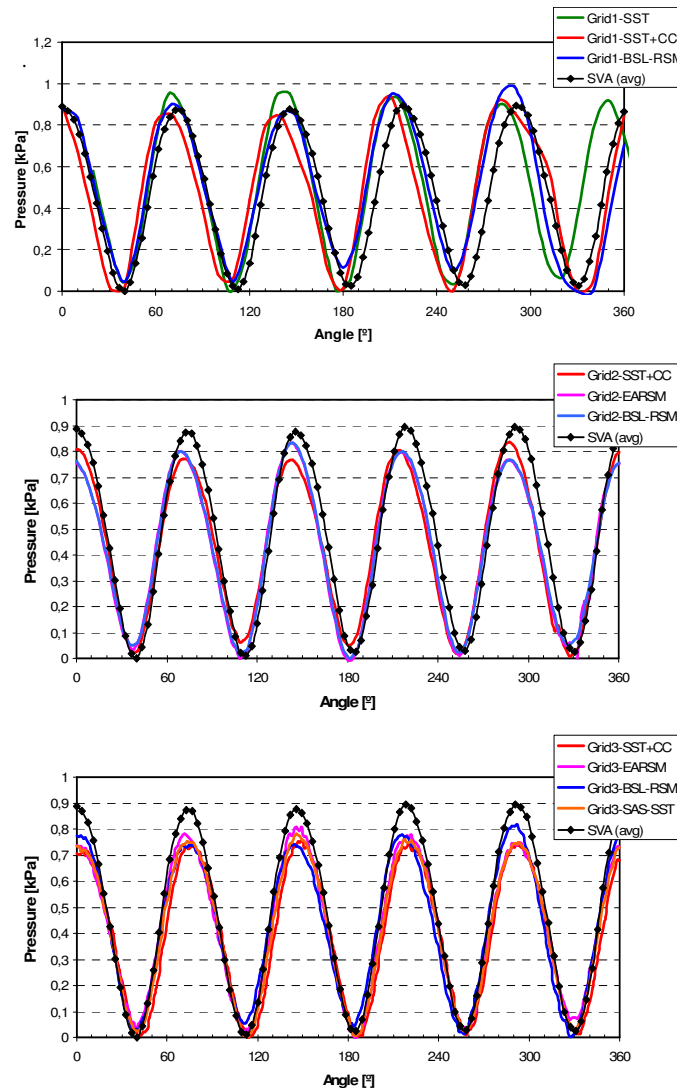 Grid1-SST
Grid1-SST+CC
Grid1-BSL-RSM
SVA (avg)
1,2
1
0,8
0,6
0,4
0,2
0
Pressure [kPa]
0 60 120 180 240 300 360
Angle [º]
Grid2-SST+CC
Grid2-EARSM
Grid2-BSL-RSM
SVA (avg)
1
0,9
0,8
0,7
0,6
0,5
0,4
0,3
0,2
0,1
0
Pressure [kPa]
0 60 120 180 240 300 360
Angle [º]
Grid3-SST+CC
Grid3-EARSM
Grid3-BSL-RSM
Grid3-SAS-SST
SVA (avg)
1
0,9
0,8
0,7
0,6
0,5
0,4
0,3
0,2
0,1
0
Pressure [kPa]
0 60 120 180 240 300 360
Angle [º]